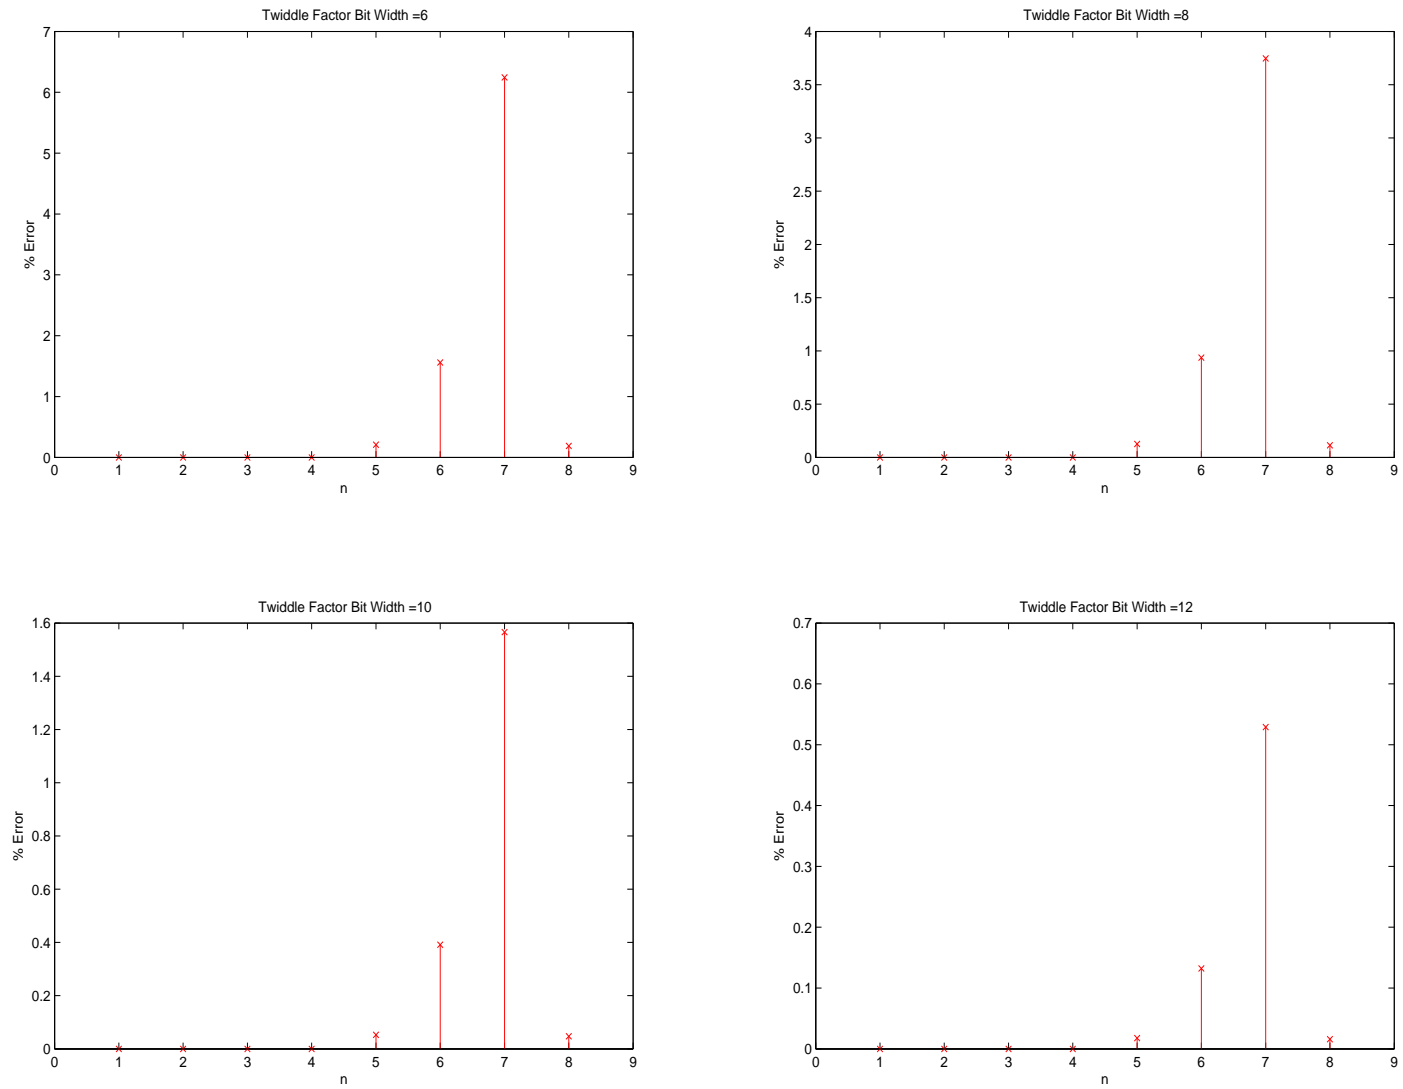 Twiddle Factor Bit Width =6
7
6
5
4
3
2
1
0
% Error
0 1 2 3 4 5 6 7 8 9
n
Twiddle Factor Bit Width =8
4
3.5
3
2.5
2
1.5
1
0.5
0
% Error
0 1 2 3 4 5 6 7 8 9
n
Twiddle Factor Bit Width =10
1.6
1.4
1.2
1
0.8
0.6
0.4
0.2
0
% Error
0 1 2 3 4 5 6 7 8 9
n
Twiddle Factor Bit Width =12
0.7
0.6
0.5
0.4
0.3
0.2
0.1
0
% Error
0 1 2 3 4 5 6 7 8 9
n